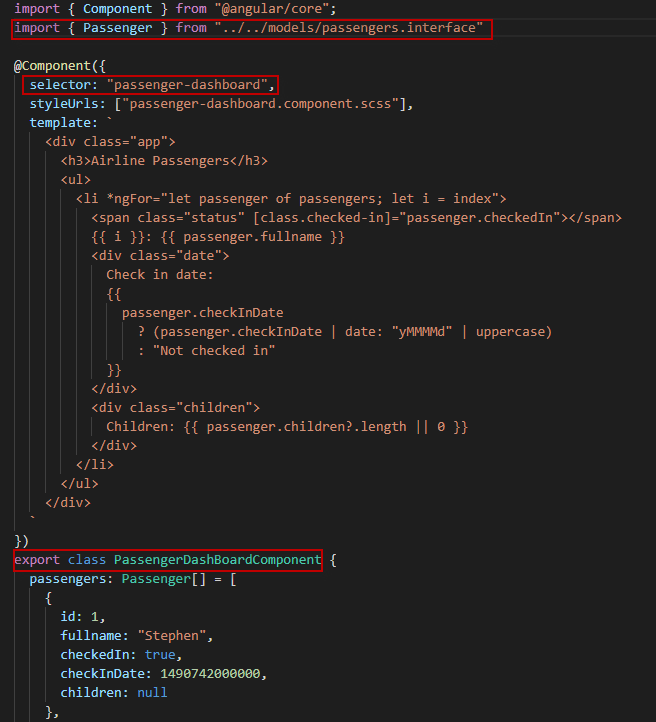 import { Component } from "@angular/core";
import { Passenger } from "../../models/passengers.interface"
@Component({
selector: "passenger-dashboard",
styleUrls: ["passenger-dashboard.component.scss"],
template: `
<div class="app">
<h3>Airline Passengers</h3>
<ul>
<li *ngFor="let passenger of passengers; let i = index">
<span class="status" [class.checked-in]="passenger.checkedIn"></span>
{{ i }}: {{ passenger.fullname }}
<div class="date">
Check in date:
{{
passenger.checkInDate
? (passenger.checkInDate | date: "yMMMMd" | uppercase)
: "Not checked in"
}}
</div>
<div class="children">
Children: {{ passenger.children?.length || 0 }}
</div>
</li>
</ul>
</div>
`
})
export class PassengerDashBoardComponent {
passengers: Passenger[] = [
{
id: 1,
fullname: "Stephen",
checkedIn: true,
checkInDate: 1490742000000,
children: null
},